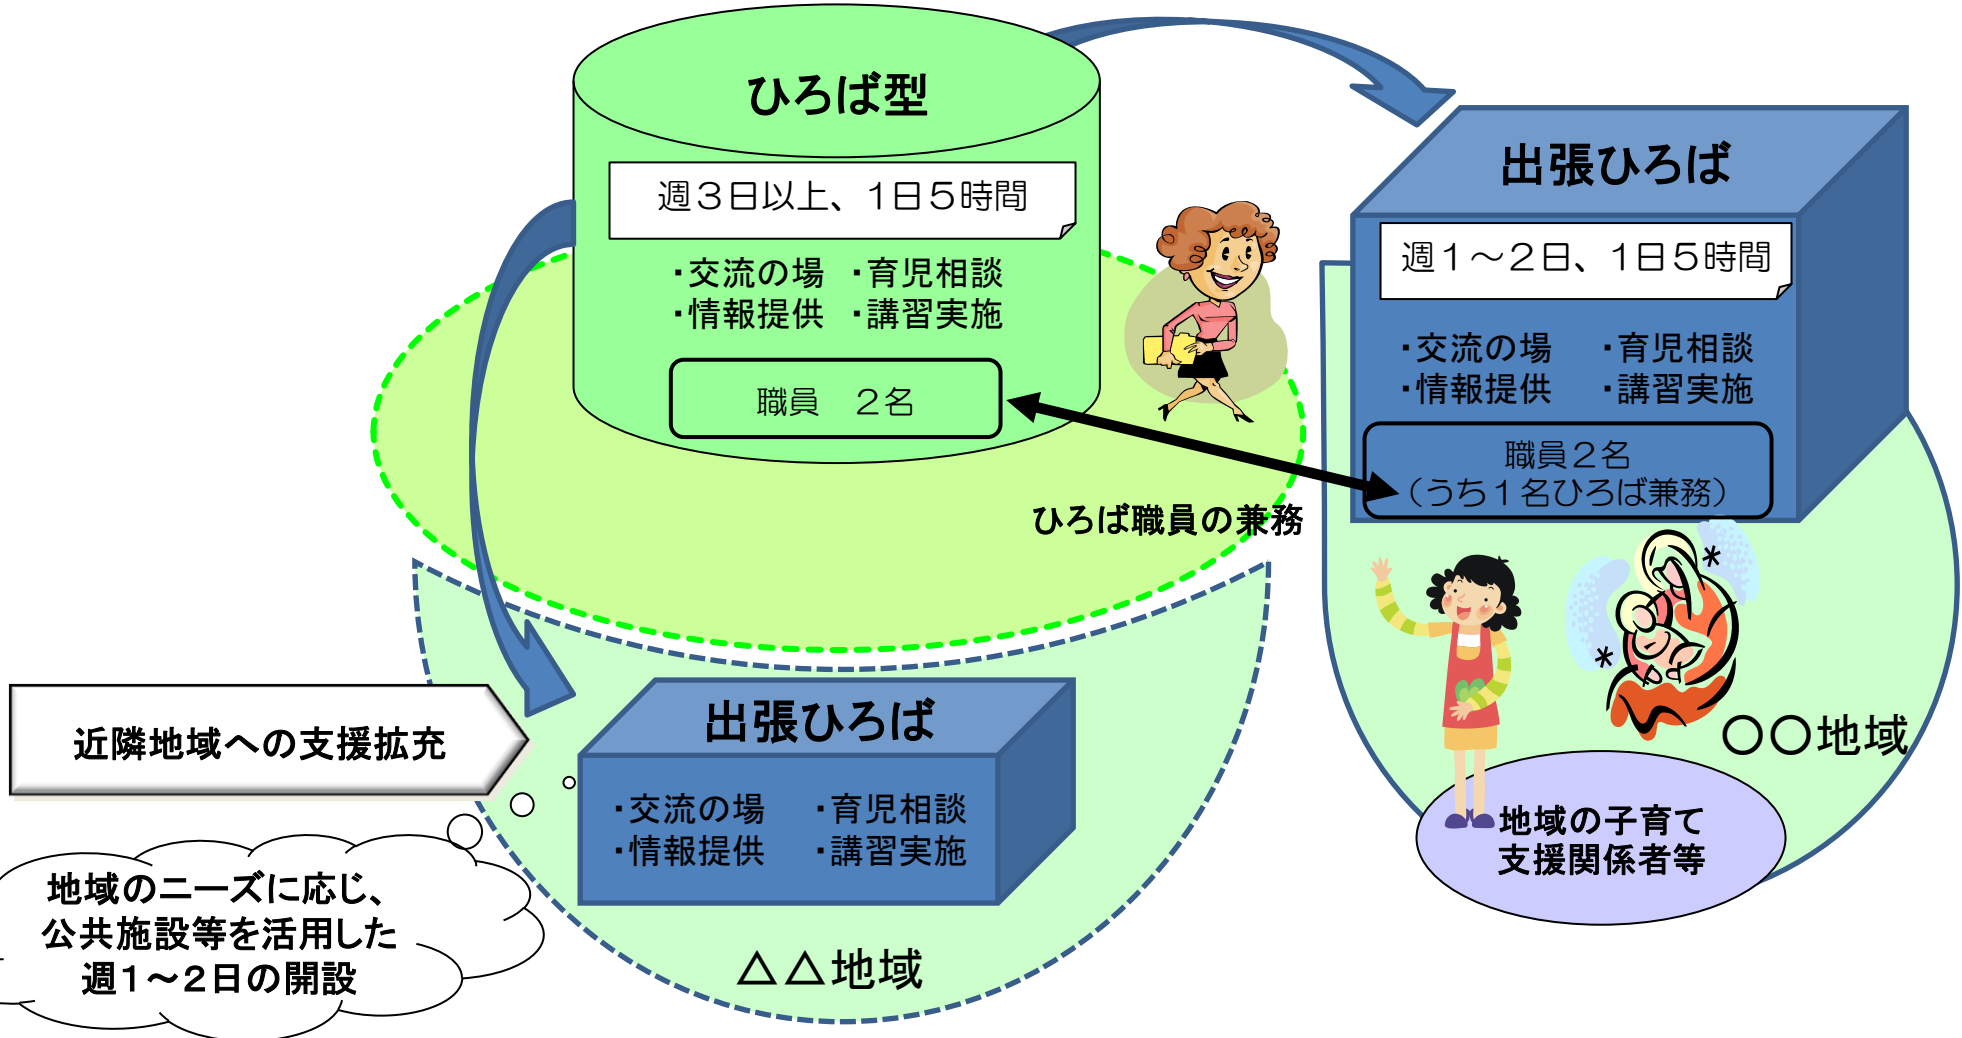 ひろば型
週３日以上、１日５時間
・交流の場　・育児相談
・情報提供　・講習実施
職員　２名
出張ひろば
週１～２日、１日５時間
・交流の場　・育児相談
・情報提供　・講習実施
職員２名
（うち１名ひろば兼務）
ひろば職員の兼務
〇〇地域
地域の子育て
支援関係者等
近隣地域への支援拡充
出張ひろば
・交流の場　・育児相談
・情報提供　・講習実施
△△地域
地域のニーズに応じ、
公共施設等を活用した
週１～２日の開設